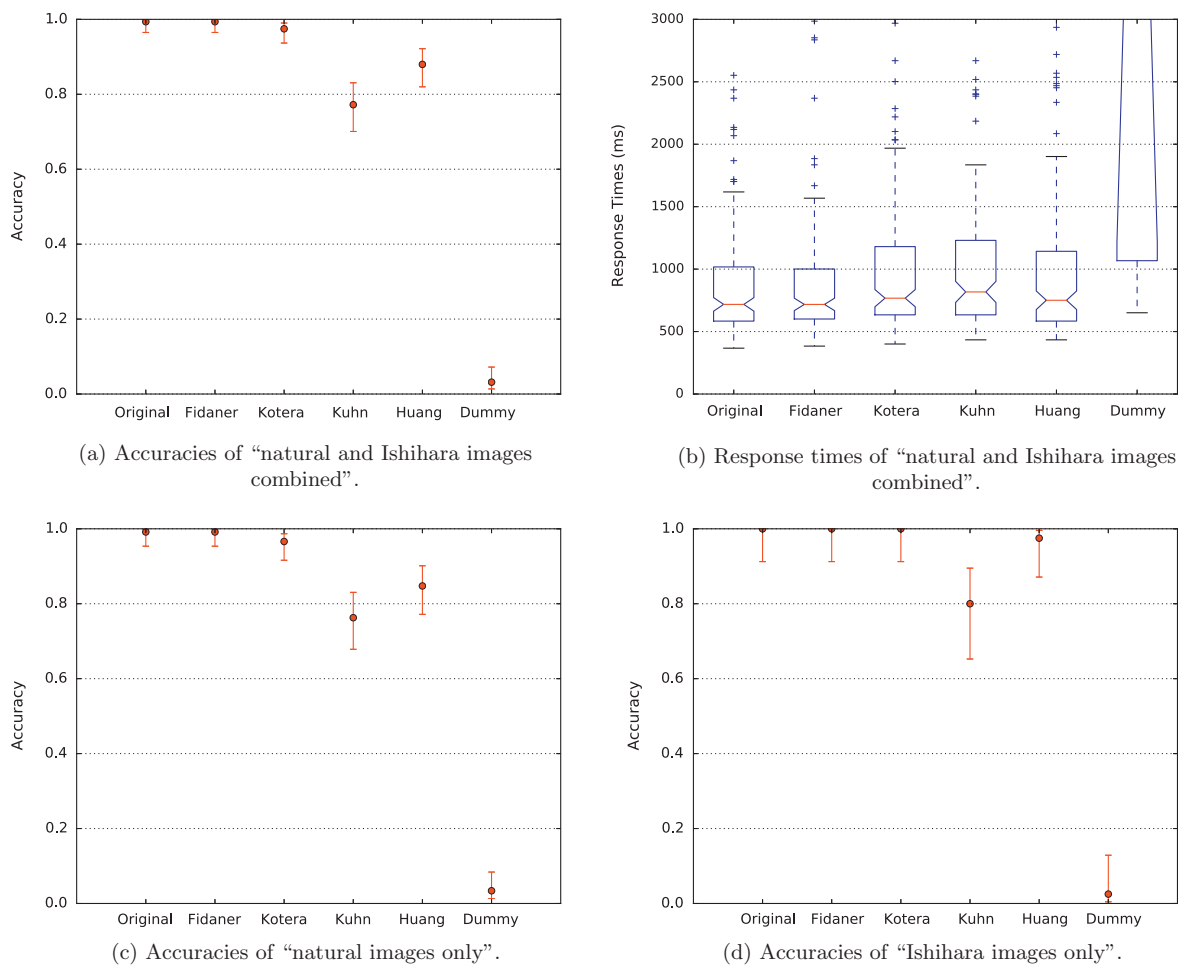 1.0
0.8
0.6
0.4
0.2
0.0
Accuracy
Original Fidaner Kotera Kuhn Huang Dummy
(a) Accuracies of “natural and Ishihara images
combined”.
3000
2500
2000
1500
1000
500
0
Response Times (ms)
Original Fidaner Kotera Kuhn Huang Dummy
(b) Response times of “natural and Ishihara images
combined”.
1.0
0.8
0.6
0.4
0.2
0.0
Accuracy
Original Fidaner Kotera Kuhn Huang Dummy
(c) Accuracies of “natural images only”.
1.0
0.8
0.6
0.4
0.2
0.0
Accuracy
Original Fidaner Kotera Kuhn Huang Dummy
(d) Accuracies of “Ishihara images only”.